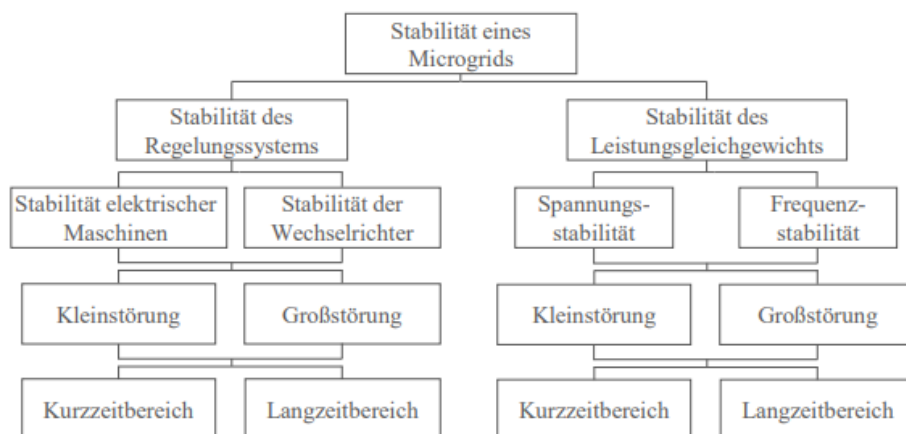 Stabilität eines
Microgrids
Stabilität des
Regelungssystems
Stabilität des
Leistungsgleichgewichts
Stabilität elektrischer
Maschinen
Stabilität der
Wechselrichter
Spannungs-
stabilität
Frequenz-
stabilität
Kleinstörung
Großstörung
Kleinstörung
Großstörung
Kurzzeitbereich
Langzeitbereich
Kurzzeitbereich
Langzeitbereich